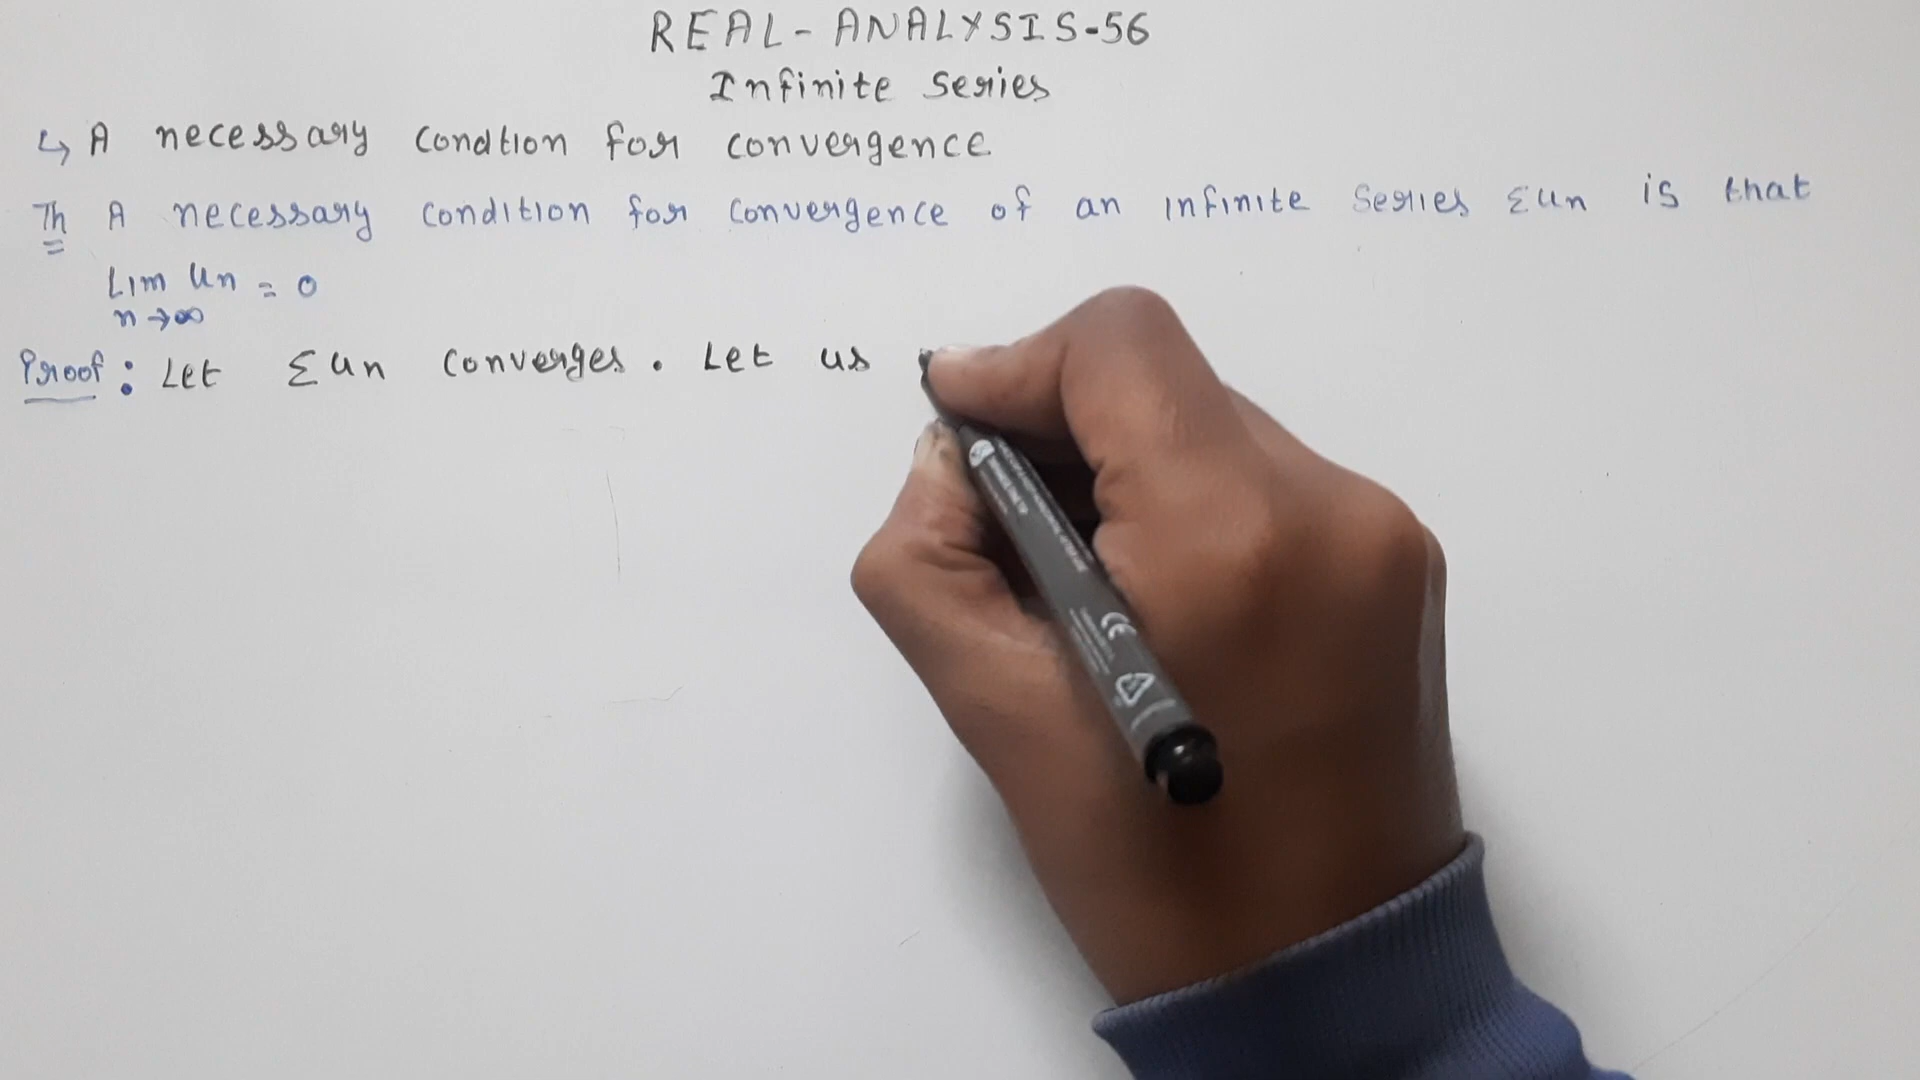 REAL-ANALYSIS-56
Infinite Series
↳ A necessary Condtion for convergence
Th A necessary condition for convergence of an infinite series Σun is that
Lim un = 0
n→∞
Proof : Let Σun converges. Let us
CE